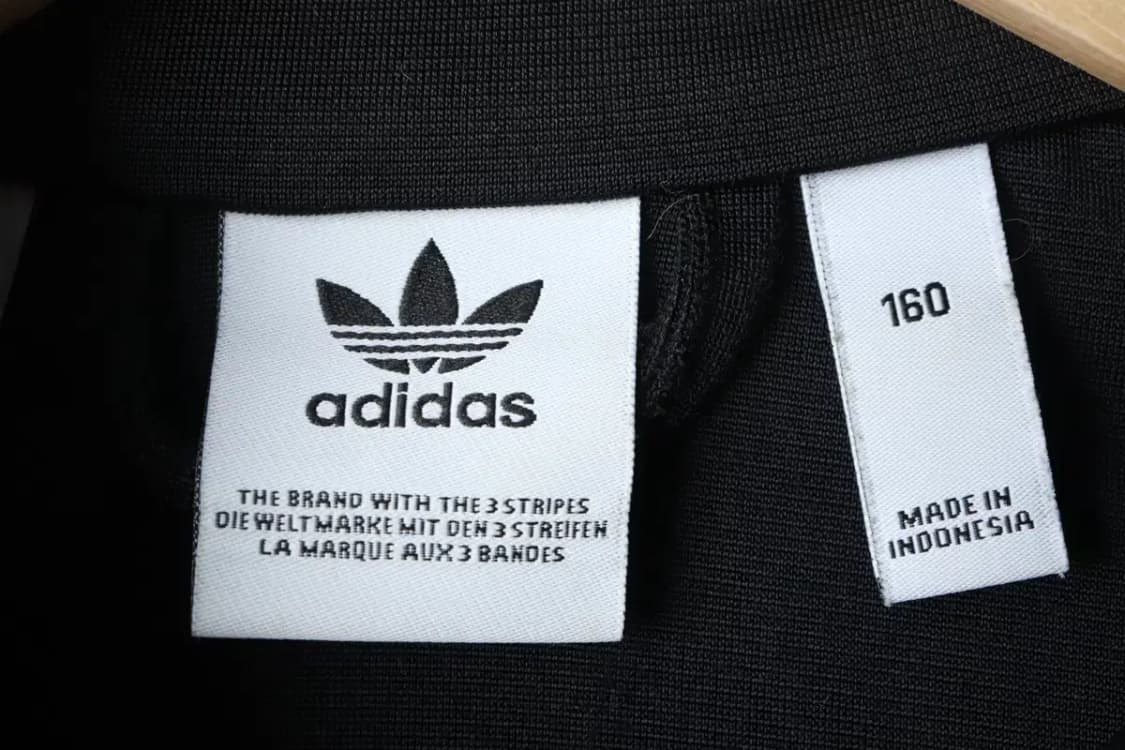 adidas
THE BRAND WITH THE 3 STRIPES
DIE WELTMARKE MIT DEN 3 STREIFEN
LA MARQUE AUX 3 BANDES
160
MADE IN
INDONESIA